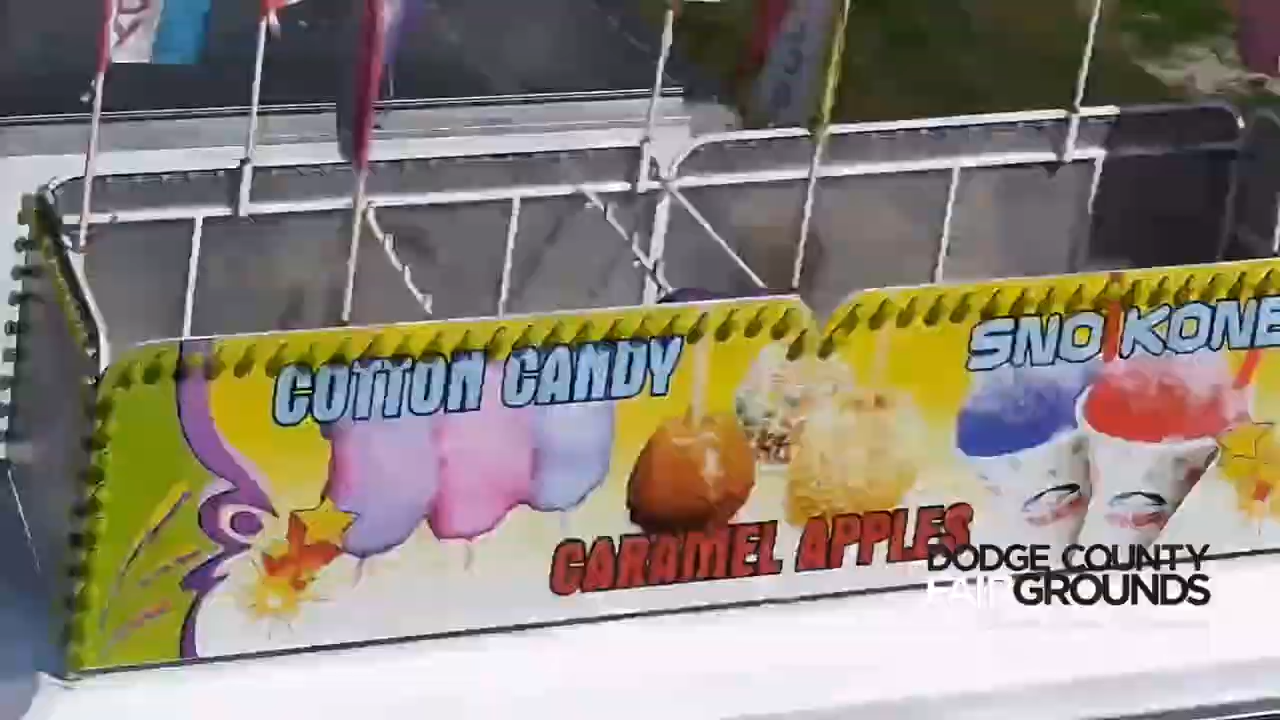 COTTON CANDY
SNO KONE
CARAMEL APPLES
DODGE COUNTY
FAIRGROUNDS